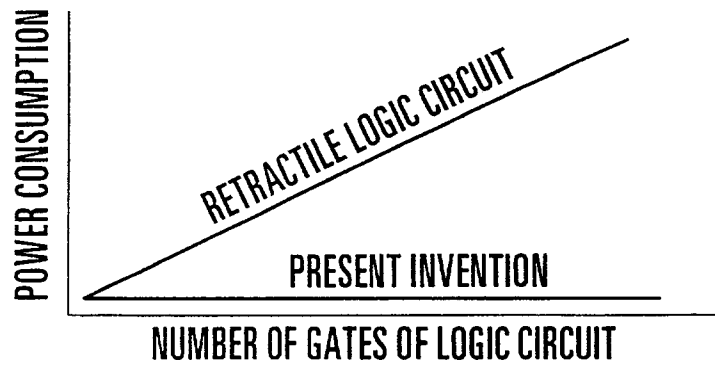 POWER CONSUMPTION
RETRACTILE LOGIC CIRCUIT
PRESENT INVENTION
NUMBER OF GATES OF LOGIC CIRCUIT